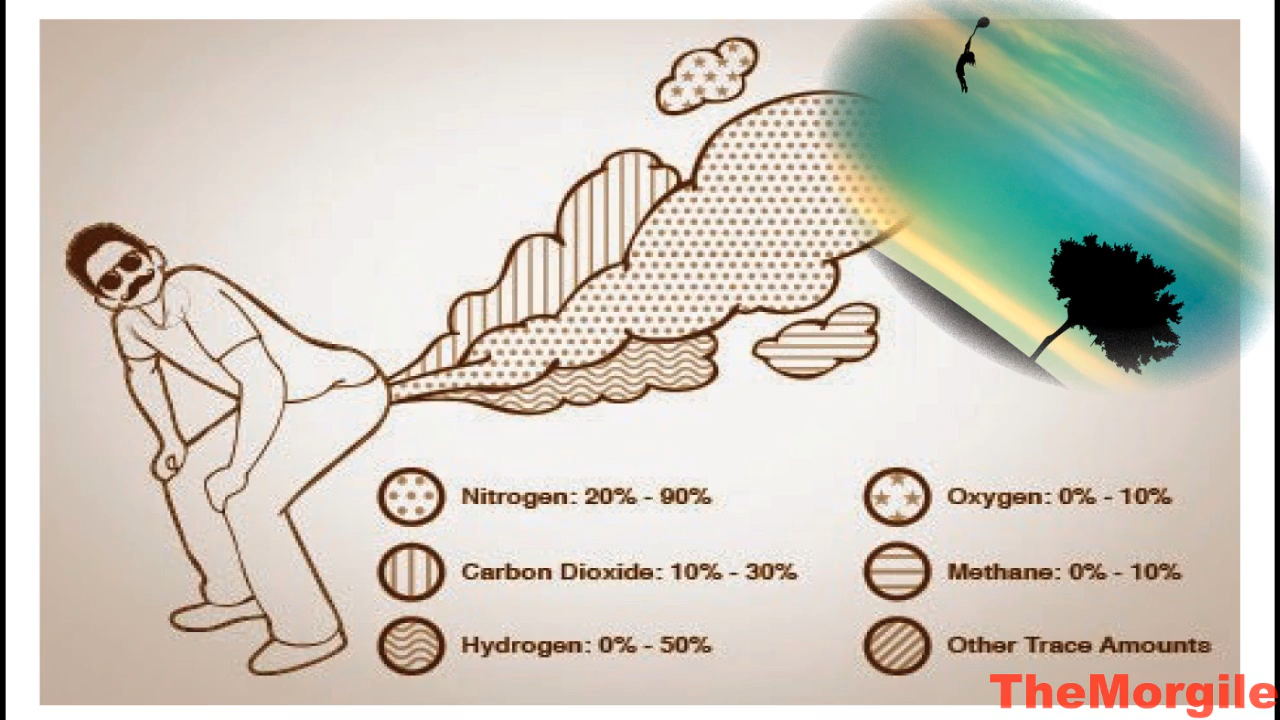 Nitrogen: 20% - 90%
Carbon Dioxide: 10% - 30%
Hydrogen: 0% - 50%
Oxygen: 0% - 10%
Methane: 0% - 10%
Other Trace Amounts
TheMorgile